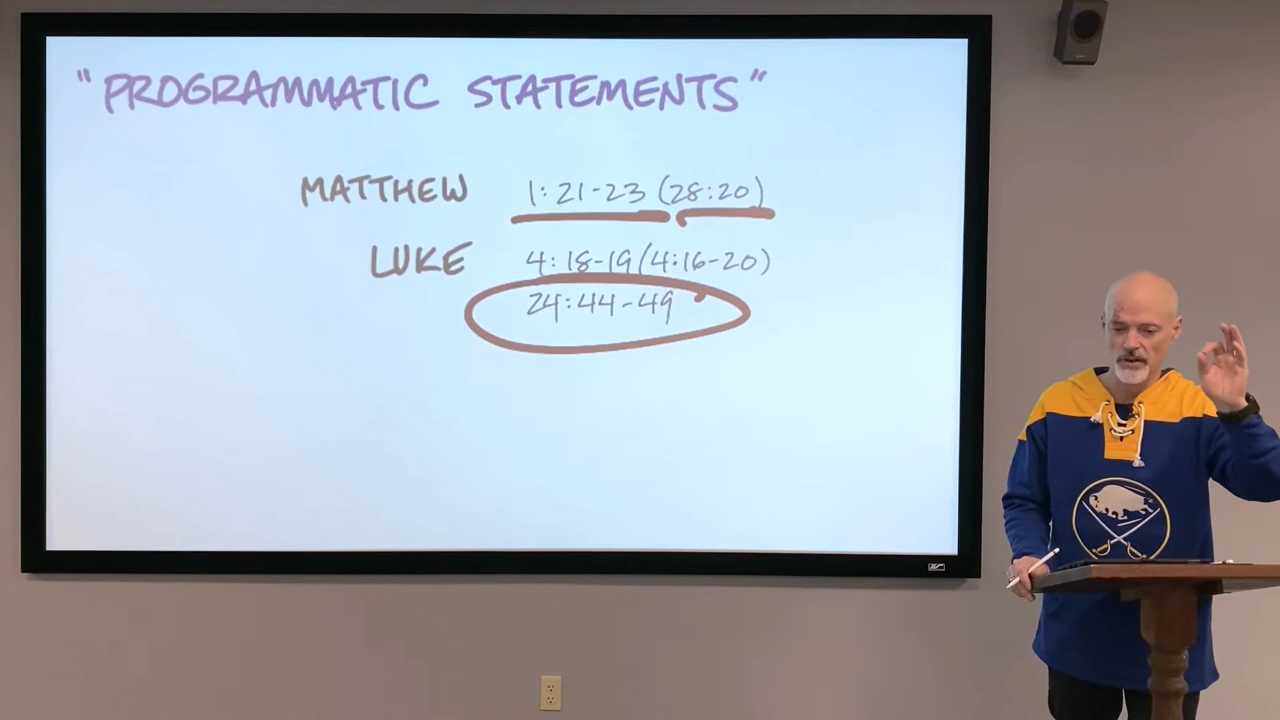 "PROGRAMMATIC STATEMENTS"
MATTHEW 1:21-23 (28:20)
LUKE 4:18-19 (4:16-20)
24:44-49